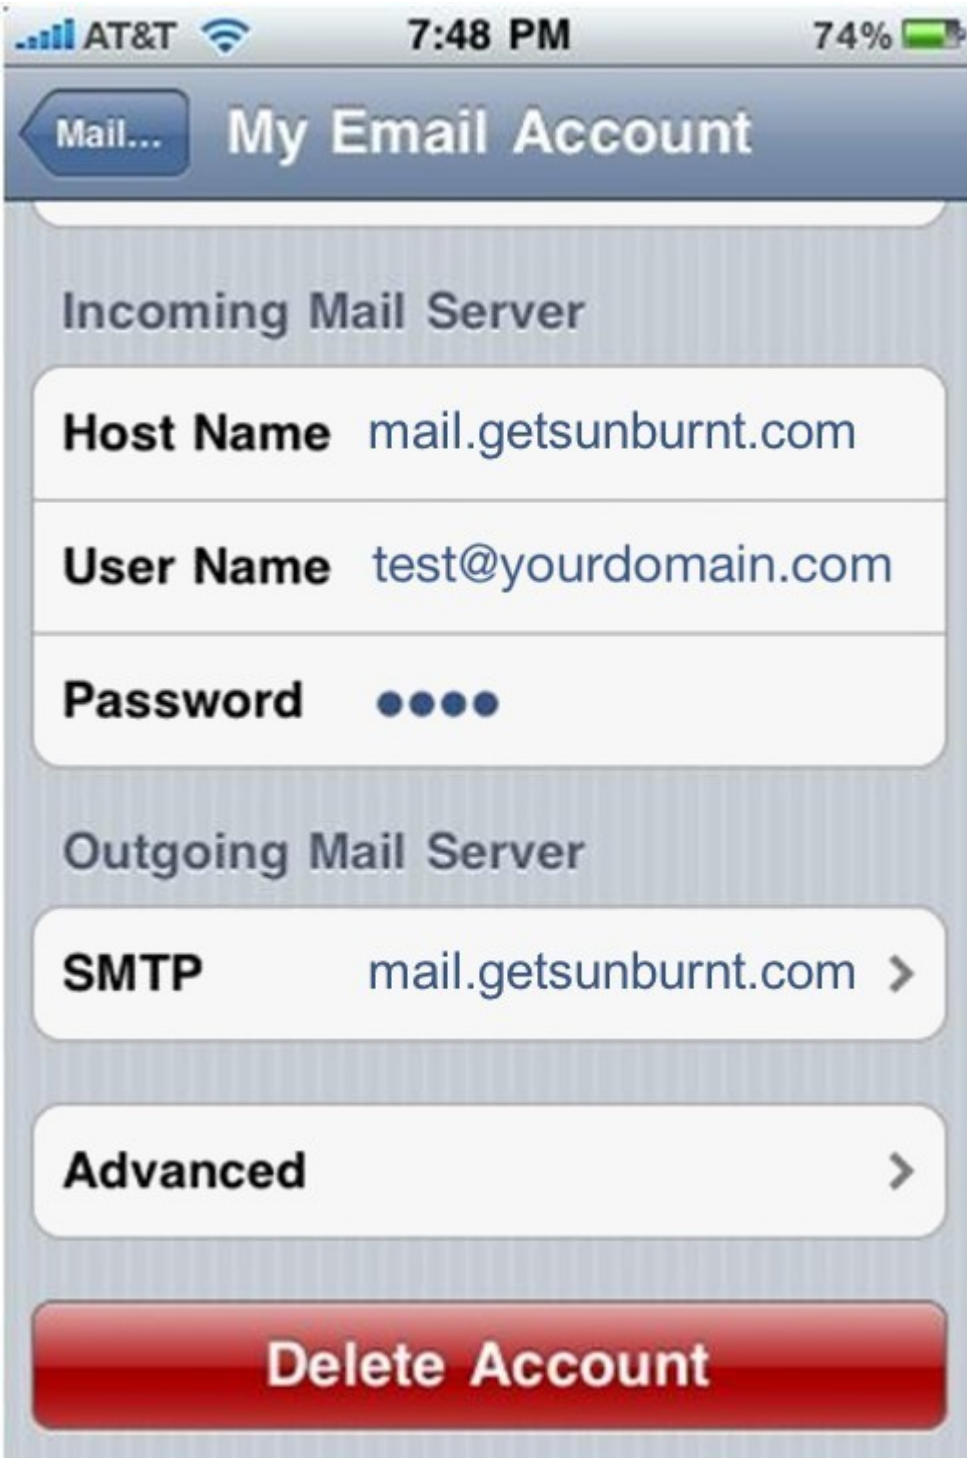 AT&T 7:48 PM 74%
Mail... My Email Account
Incoming Mail Server
Host Name mail.getsunburnt.com
User Name test@yourdomain.com
Password ●●●●
Outgoing Mail Server
SMTP mail.getsunburnt.com
Advanced
Delete Account